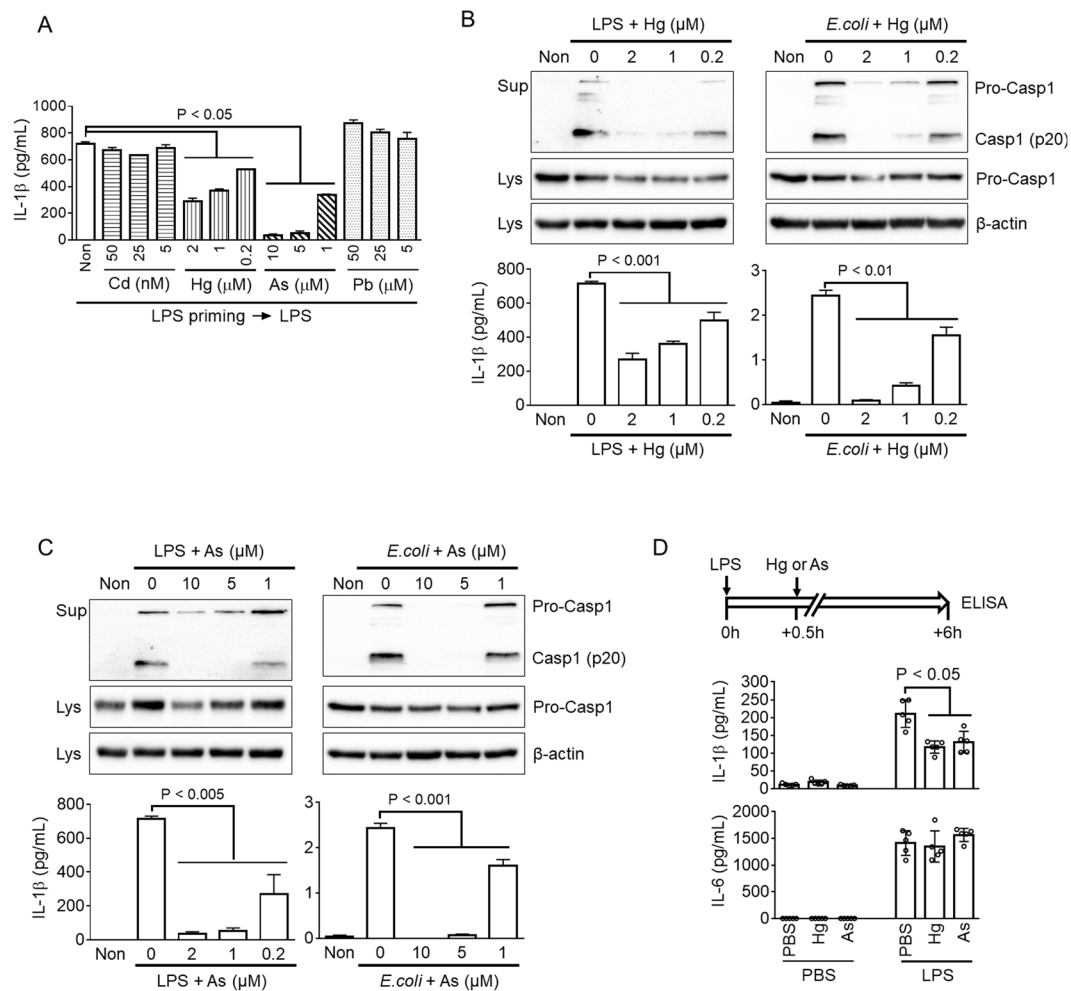 A
IL-1β (pg/mL)
1000
800
600
400
200
0
P < 0.05
Non
50
25
5
2
1
0.2
10
5
1
50
25
5
Cd (nM)
Hg (μM)
As (μM)
Pb (μM)
LPS priming → LPS
B
LPS + Hg (μM)
Non
0
2
1
0.2
E.coli + Hg (μM)
Non
0
2
1
0.2
Sup
Pro-Casp1
Casp1 (p20)
Lys
Pro-Casp1
Lys
β-actin
IL-1β (pg/mL)
800
600
400
200
0
P < 0.001
Non
0
2
1
0.2
LPS + Hg (μM)
3
2
1
0
P < 0.01
Non
0
2
1
0.2
E.coli + Hg (μM)
C
LPS + As (μM)
Non
0
10
5
1
E.coli + As (μM)
Non
0
10
5
1
Sup
Pro-Casp1
Casp1 (p20)
Lys
Pro-Casp1
Lys
β-actin
IL-1β (pg/mL)
800
600
400
200
0
P < 0.005
Non
0
2
1
0.2
LPS + As (μM)
3
2
1
0
P < 0.001
Non
0
10
5
1
E.coli + As (μM)
D
LPS
Hg or As
ELISA
0h
+0.5h
+6h
IL-1β (pg/mL)
250
200
150
100
50
0
P < 0.05
IL-6 (pg/mL)
2000
1500
1000
500
0
PBS
Hg
As
PBS
Hg
As
PBS
LPS